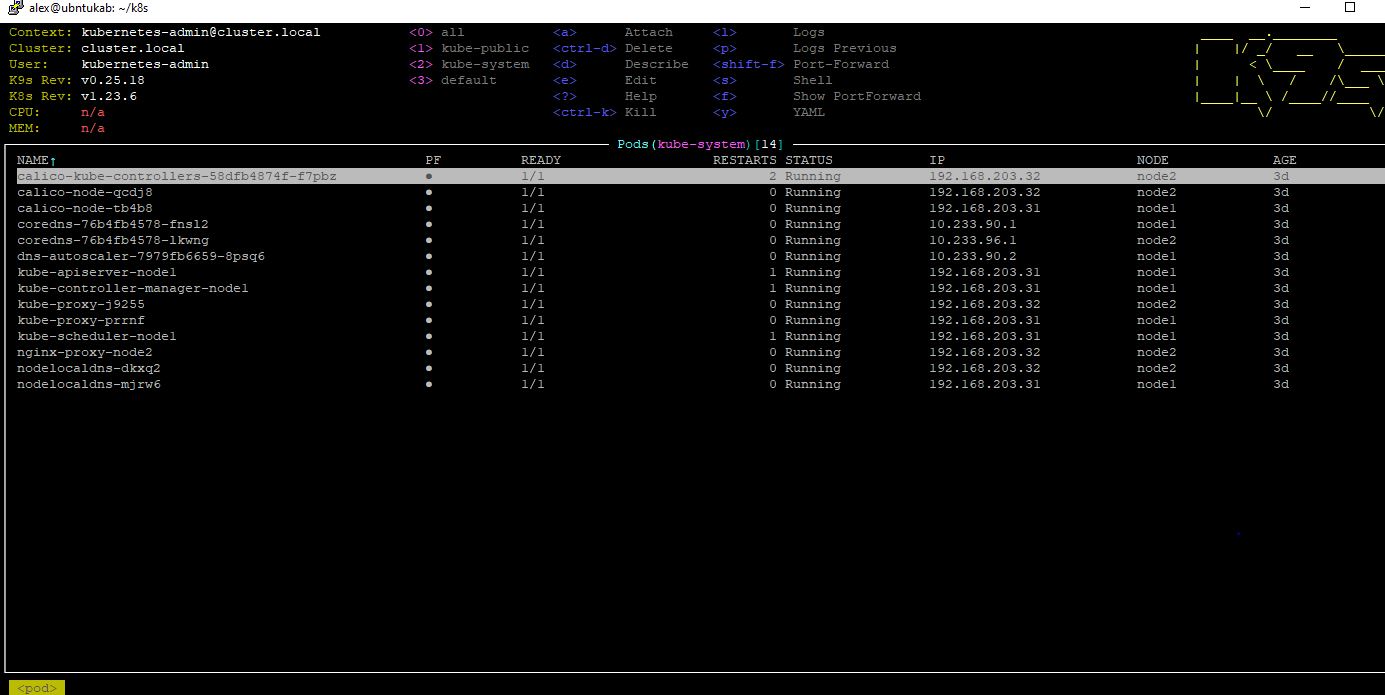 alex@ubntukab: ~/k8s
Context: kubernetes-admin@cluster.local <0> all <a> Attach <l> Logs
Cluster: cluster.local <1> kube-public <ctrl-d> Delete <p> Logs Previous
User: kubernetes-admin <2> kube-system <d> Describe <shift-f> Port-Forward
K9s Rev: v0.25.18 <3> default <e> Edit <s> Shell
K8s Rev: v1.23.6 <?> Help <f> Show PortForward
CPU: n/a <ctrl-k> Kill <y> YAML
MEM: n/a
Pods(kube-system)[14]
NAME↑ PF READY RESTARTS STATUS IP NODE AGE
calico-kube-controllers-58dfb4874f-f7pbz ● 1/1 2 Running 192.168.203.32 node2 3d
calico-node-qcdj8 ● 1/1 0 Running 192.168.203.32 node2 3d
calico-node-tb4b8 ● 1/1 0 Running 192.168.203.31 node1 3d
coredns-76b4fb4578-fnsl2 ● 1/1 0 Running 10.233.90.1 node1 3d
coredns-76b4fb4578-lkwng ● 1/1 0 Running 10.233.96.1 node2 3d
dns-autoscaler-7979fb6659-8psq6 ● 1/1 0 Running 10.233.90.2 node1 3d
kube-apiserver-node1 ● 1/1 1 Running 192.168.203.31 node1 3d
kube-controller-manager-node1 ● 1/1 1 Running 192.168.203.31 node1 3d
kube-proxy-j9255 ● 1/1 0 Running 192.168.203.32 node2 3d
kube-proxy-prrnf ● 1/1 0 Running 192.168.203.31 node1 3d
kube-scheduler-node1 ● 1/1 1 Running 192.168.203.31 node1 3d
nginx-proxy-node2 ● 1/1 0 Running 192.168.203.32 node2 3d
nodelocaldns-dkxq2 ● 1/1 0 Running 192.168.203.32 node2 3d
nodelocaldns-mjrw6 ● 1/1 0 Running 192.168.203.31 node1 3d
<pod>